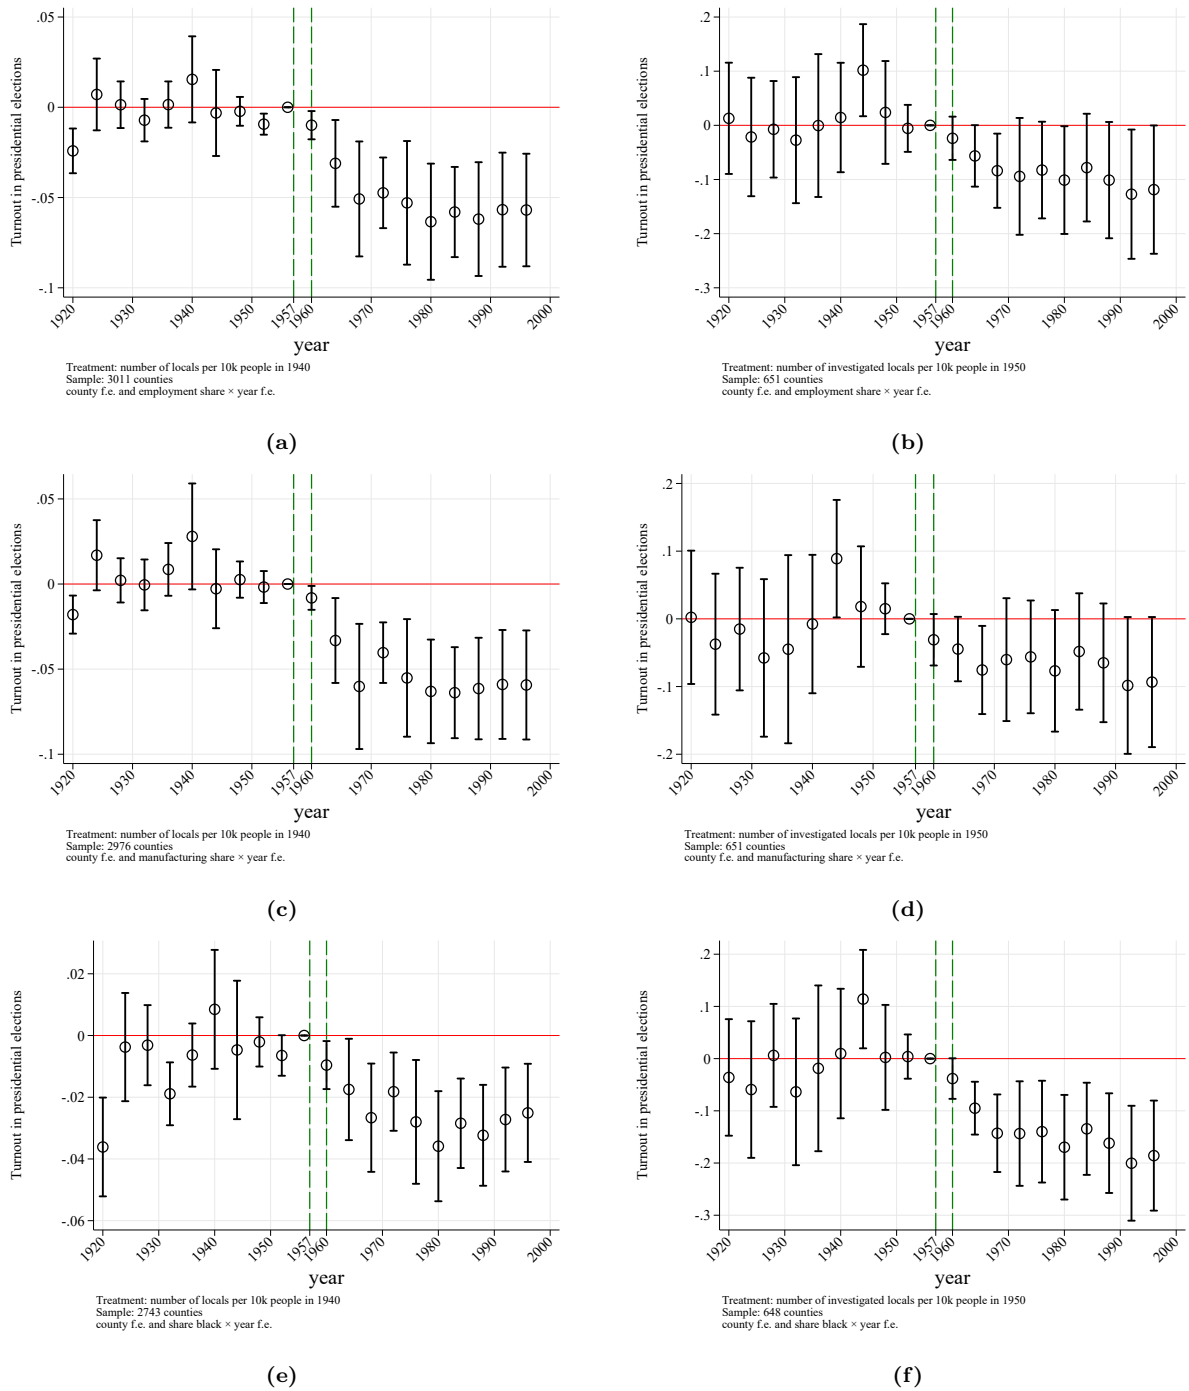 Turnout in presidential elections
.05
0
-.05
-.1
1920
1930
1940
1950
1957
1960
1970
1980
1990
2000
year
Treatment: number of locals per 10k people in 1940
Sample: 3011 counties
county f.e. and employment share × year f.e.
(a)
Turnout in presidential elections
.2
.1
0
-.1
-.2
-.3
1920
1930
1940
1950
1957
1960
1970
1980
1990
2000
year
Treatment: number of investigated locals per 10k people in 1950
Sample: 651 counties
county f.e. and employment share × year f.e.
(b)
Turnout in presidential elections
.05
0
-.05
-.1
1920
1930
1940
1950
1957
1960
1970
1980
1990
2000
year
Treatment: number of locals per 10k people in 1940
Sample: 2976 counties
county f.e. and manufacturing share × year f.e.
(c)
Turnout in presidential elections
.2
.1
0
-.1
-.2
1920
1930
1940
1950
1957
1960
1970
1980
1990
2000
year
Treatment: number of investigated locals per 10k people in 1950
Sample: 651 counties
county f.e. and manufacturing share × year f.e.
(d)
Turnout in presidential elections
.02
0
-.02
-.04
-.06
1920
1930
1940
1950
1957
1960
1970
1980
1990
2000
year
Treatment: number of locals per 10k people in 1940
Sample: 2743 counties
county f.e. and share black × year f.e.
(e)
Turnout in presidential elections
.2
.1
0
-.1
-.2
-.3
1920
1930
1940
1950
1957
1960
1970
1980
1990
2000
year
Treatment: number of investigated locals per 10k people in 1950
Sample: 648 counties
county f.e. and share black × year f.e.
(f)